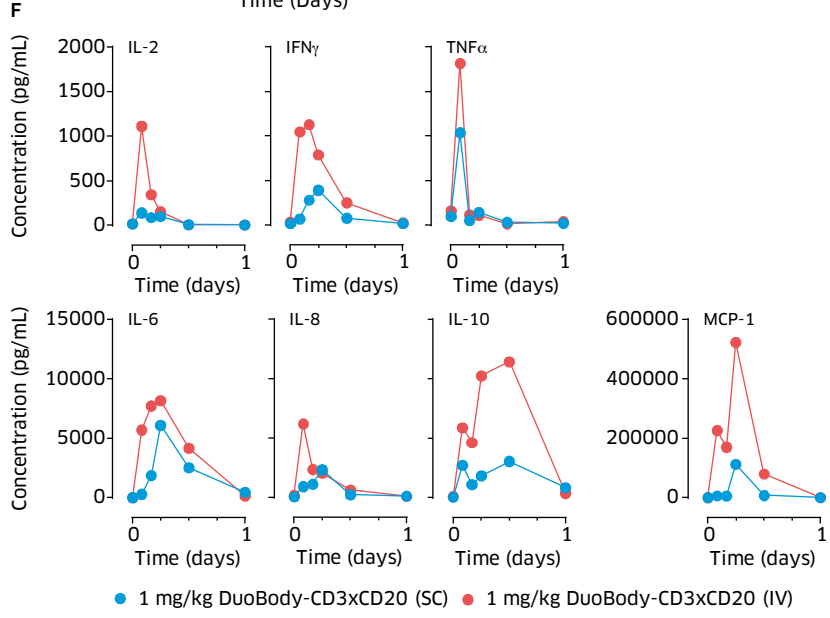 Time (Days)
F
Concentration (pg/mL)
2000
1500
1000
500
0
IL-2
0 1
Time (days)
IFNγ
0 1
Time (days)
TNFα
0 1
Time (days)
Concentration (pg/mL)
15000
10000
5000
0
IL-6
0 1
Time (days)
IL-8
0 1
Time (days)
IL-10
0 1
Time (days)
600000
400000
200000
0
MCP-1
0 1
Time (days)
1 mg/kg DuoBody-CD3xCD20 (SC) 1 mg/kg DuoBody-CD3xCD20 (IV)